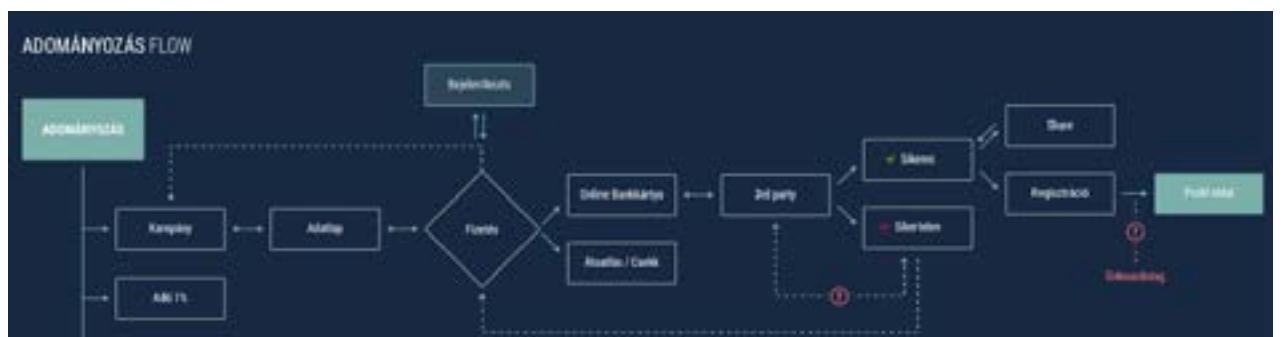 ADOMÁNYOZÁS FLOW
Bejelentkezés
ADOMÁNYOZÁS
Share
Sikeres
Online Bankkártya
3rd party
Regisztráció
Profil oldal
Kampány
Adatlap
Fizetés
Sikertelen
Átutalás / Csekk
?
?
Adó 1%